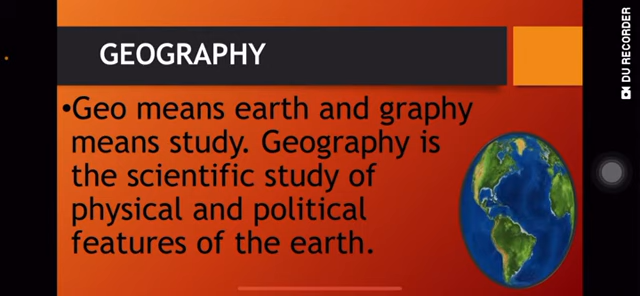 GEOGRAPHY
•Geo means earth and graphy
means study. Geography is
the scientific study of
physical and political
features of the earth.
DU RECORDER